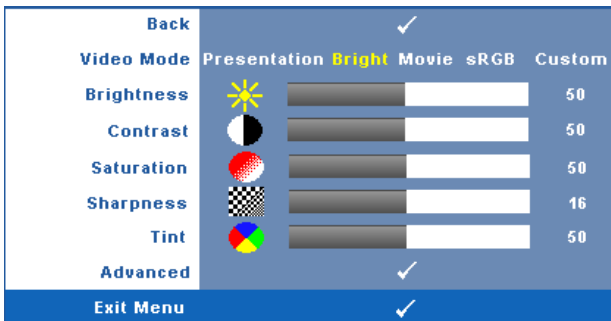 Back
Video Mode Presentation Bright Movie sRGB Custom
Brightness 50
Contrast 50
Saturation 50
Sharpness 16
Tint 50
Advanced
Exit Menu